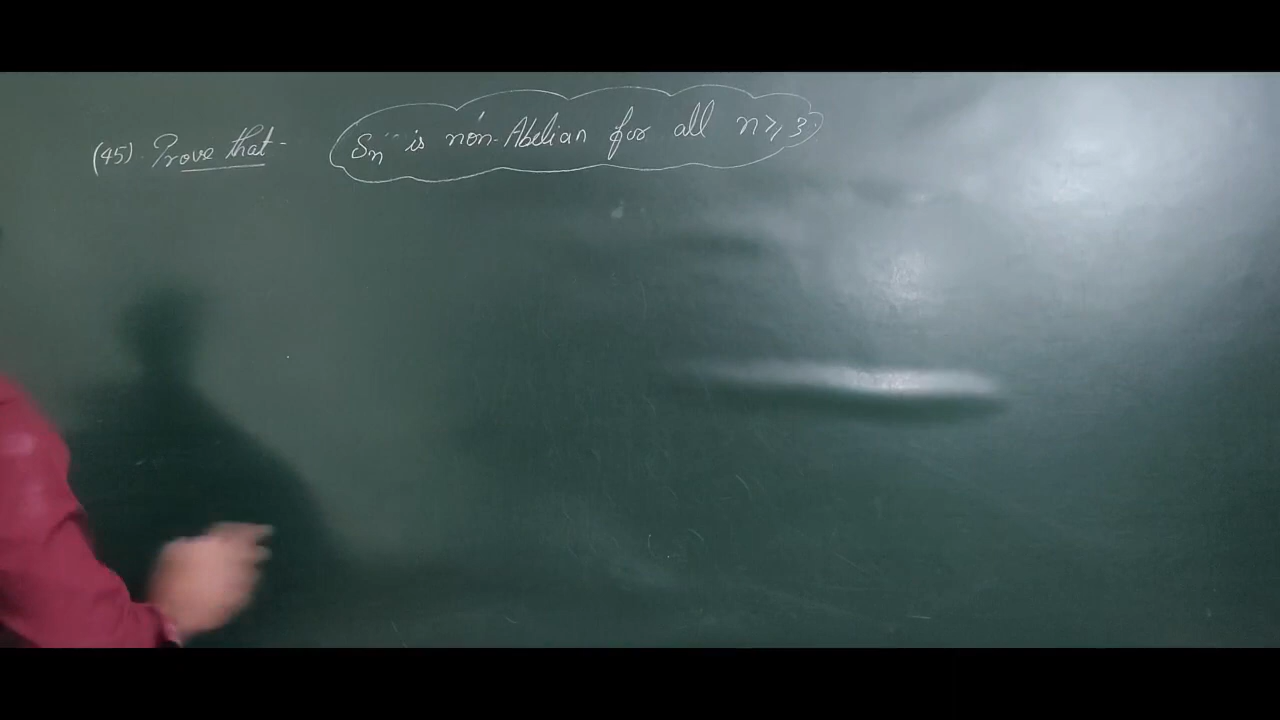 (45). Prove that- Sn is non-Abelian for all n≥3.